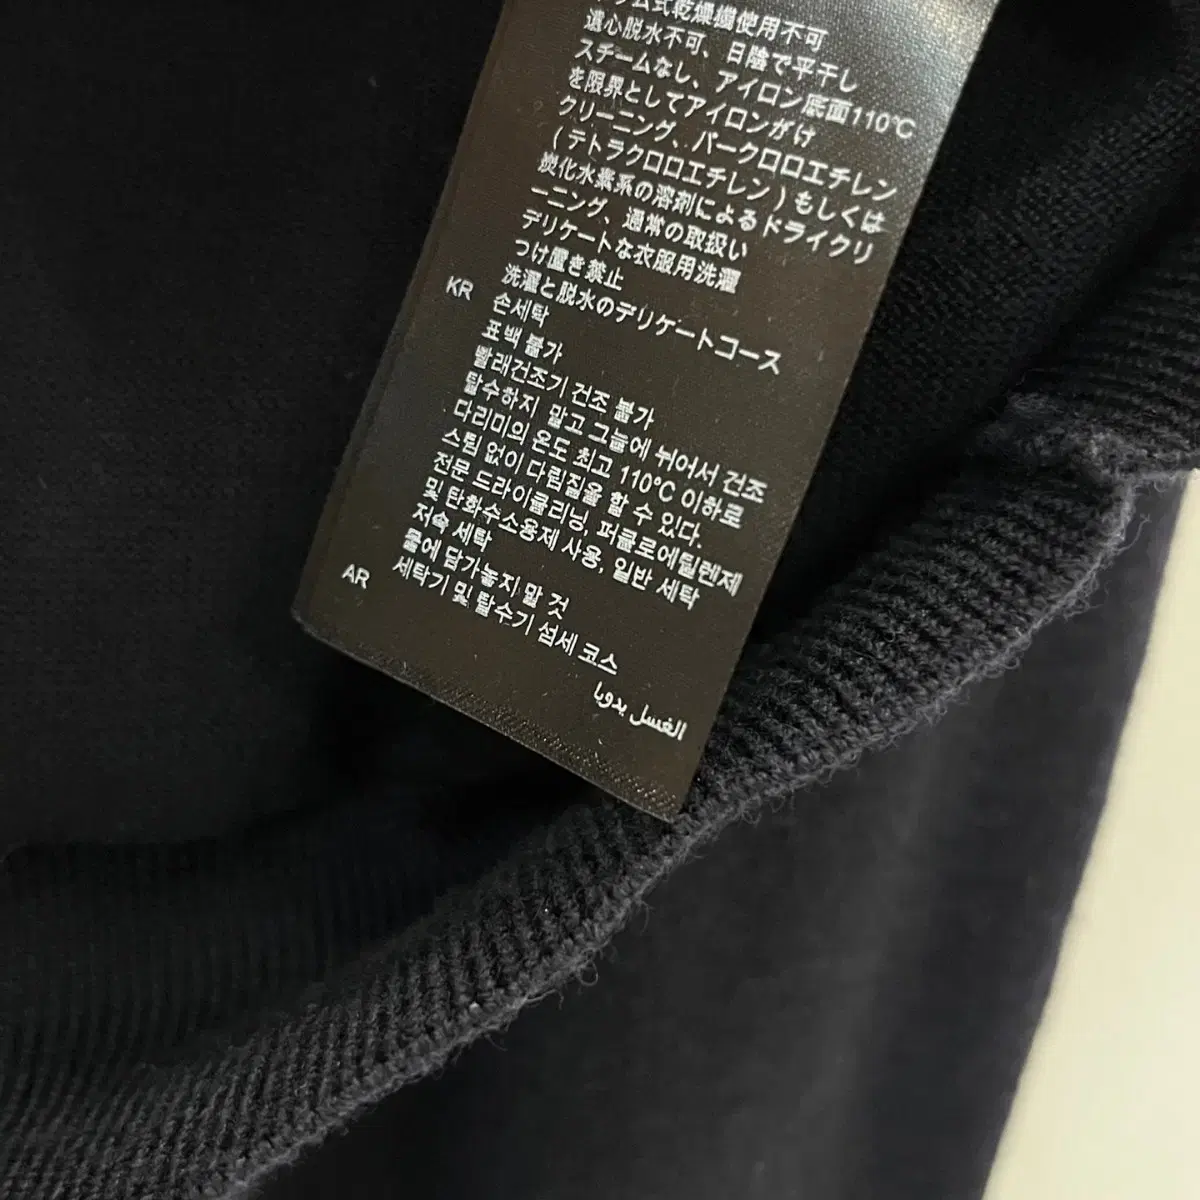 ラム式乾燥機使用不可
遠心脱水不可、日陰で平干し
スチームなし、アイロン底面110℃
を限界としてアイロンがけ
クリーニング、パークロロエチレン
(テトラクロロエチレン)もしくは
炭化水素系の溶剤によるドライクリ
ーニング、通常の取扱い
デリケートな衣服用洗濯
つけ置き禁止
洗濯と脱水のデリケートコース
KR 손세탁
표백 불가
빨래건조기 건조 불가
탈수하지 말고 그늘에 뉘어서 건조
다리미의 온도 최고 110°C 이하로
스팀 없이 다림질을 할 수 있다.
전문 드라이클리닝, 퍼클로에틸렌제
및 탄화수소용제 사용, 일반 세탁
저속 세탁
물에 담가놓지 말 것
세탁기 및 탈수기 섬세 코스
AR الغسل يدويا